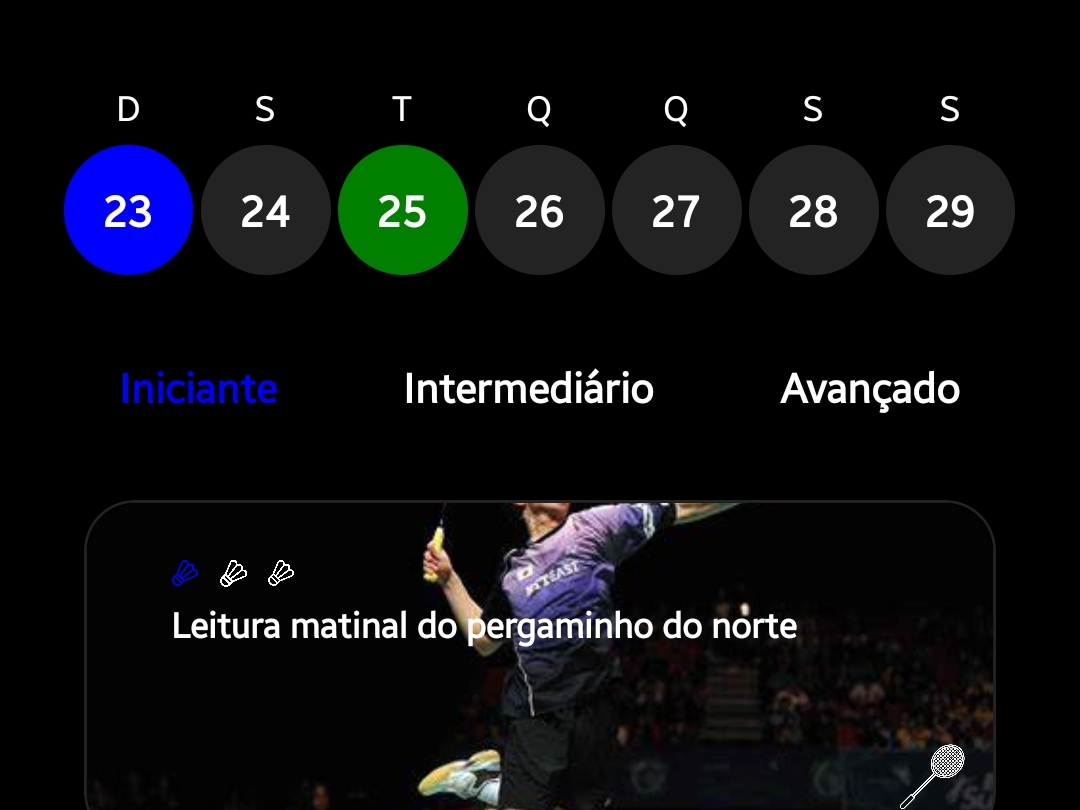 D S T Q Q S S
23 24 25 26 27 28 29
Iniciante Intermediário Avançado
Leitura matinal do pergaminho do norte